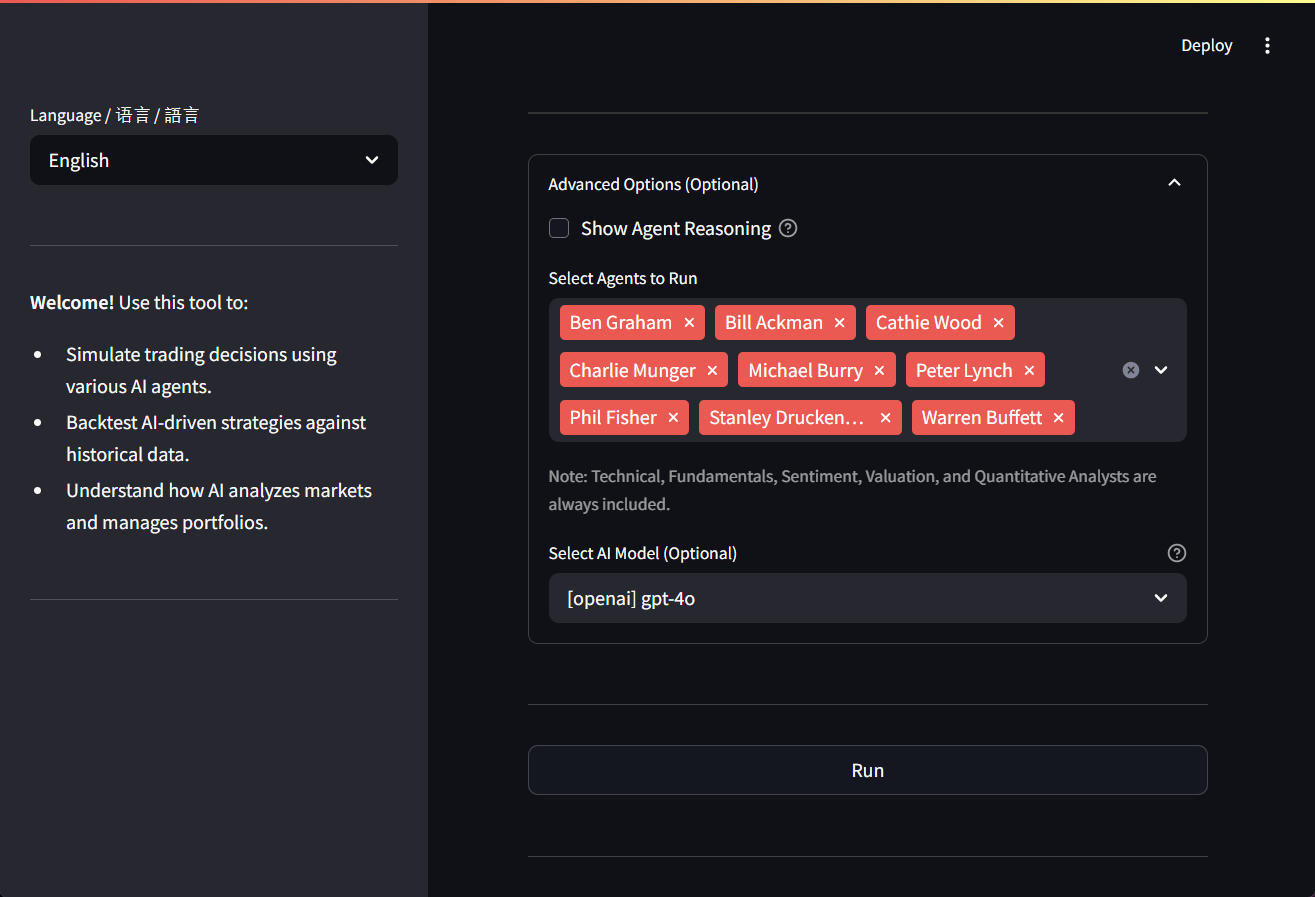 Deploy
Language / 语言 / 語言
English
Welcome! Use this tool to:
Simulate trading decisions using
various AI agents.
Backtest AI-driven strategies against
historical data.
Understand how AI analyzes markets
and manages portfolios.
Advanced Options (Optional)
Show Agent Reasoning
Select Agents to Run
Ben Graham Bill Ackman Cathie Wood
Charlie Munger Michael Burry Peter Lynch
Phil Fisher Stanley Drucken... Warren Buffett
Note: Technical, Fundamentals, Sentiment, Valuation, and Quantitative Analysts are
always included.
Select AI Model (Optional)
[openai] gpt-4o
Run